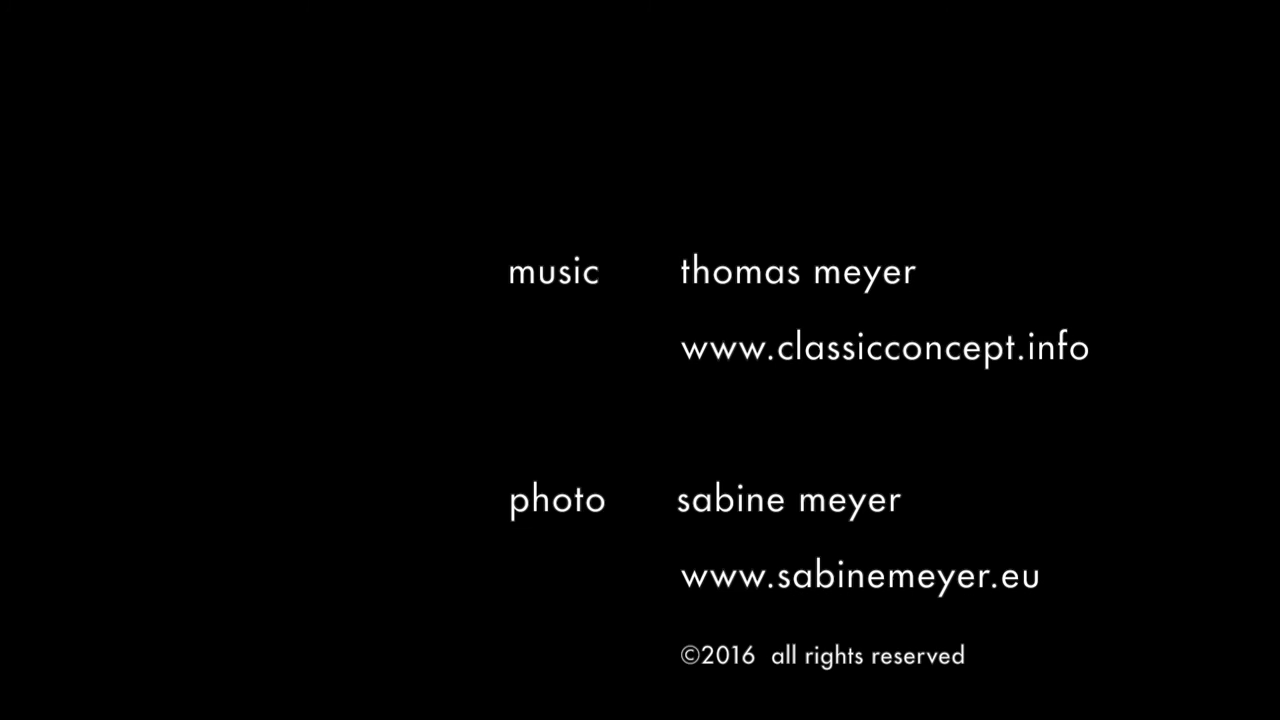 music thomas meyer
www.classicconcept.info
photo sabine meyer
www.sabinemeyer.eu
©2016 all rights reserved